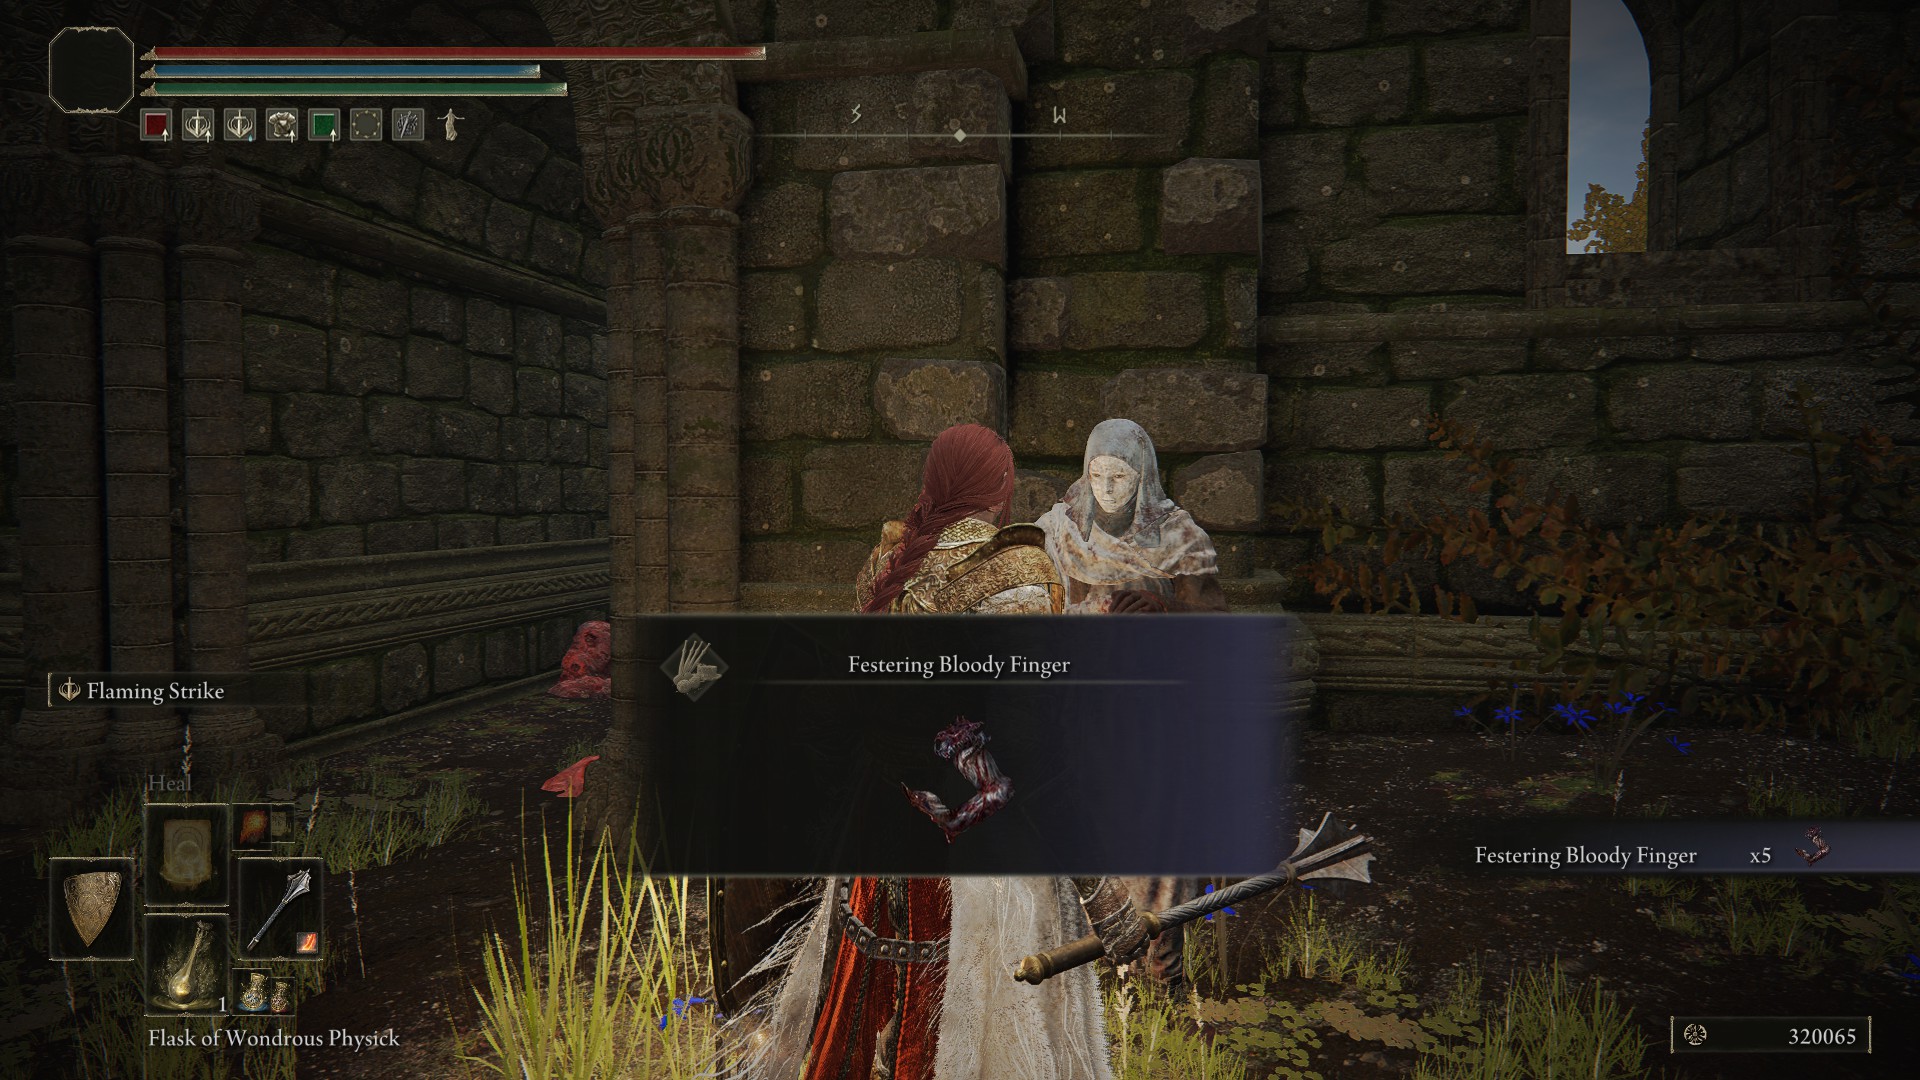 S
W
Festering Bloody Finger
Flaming Strike
Heal
Festering Bloody Finger x5
1
Flask of Wondrous Physick
320065